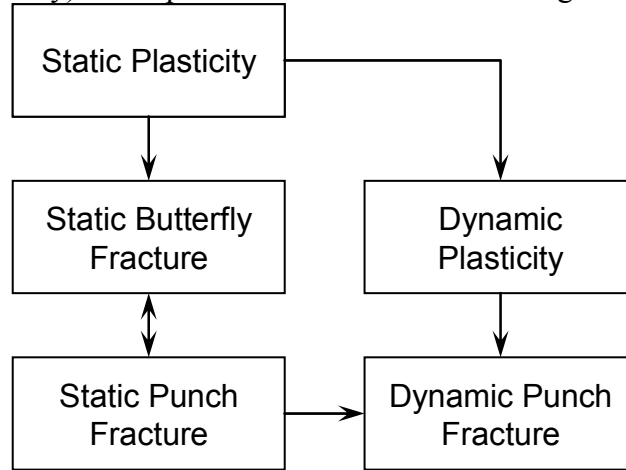 Static Plasticity
Static Butterfly
Fracture
Dynamic
Plasticity
Static Punch
Fracture
Dynamic Punch
Fracture